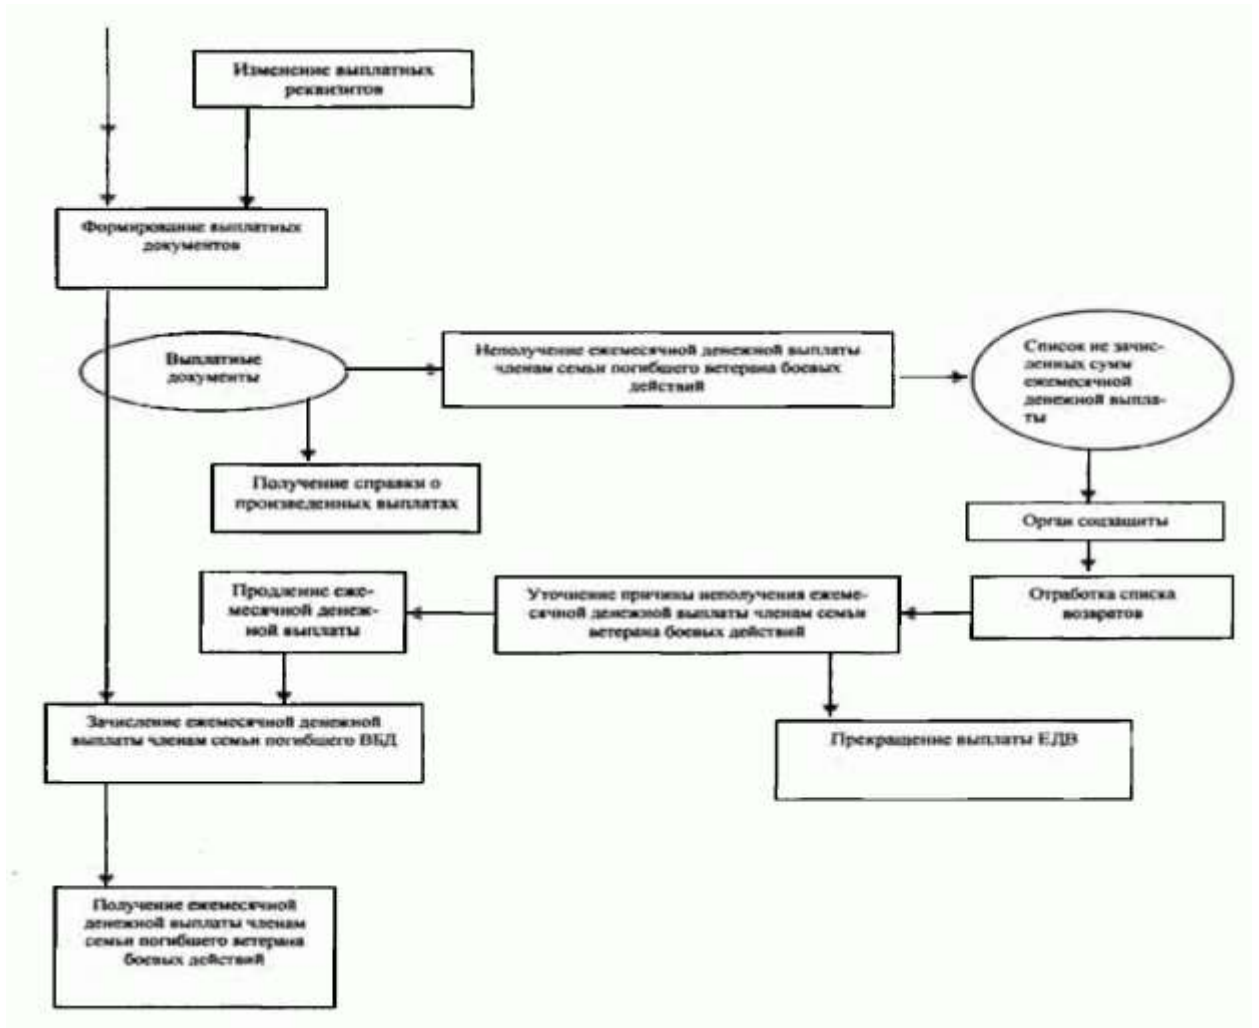 Изменение выплатных
реквизитов
Формирование выплатных
документов
Выплатные
документы
Неполучение ежемесячной денежной выплаты
членам семьи погибшего ветерана боевых
действий
Список не зачис-
ленных сумм
ежемесячной
денежной выпла-
ты
Получение справки о
произведенных выплатах
Орган соцзащиты
Продление еже-
месячной денеж-
ной выплаты
Уточнение причины неполучения ежеме-
сячной денежной выплаты членам семьи
ветерана боевых действий
Отработка списка
возвратов
Зачисление ежемесячной денежной
выплаты членам семьи погибшего ВБД
Прекращение выплаты ЕДВ
Получение ежемесячной
денежной выплаты членам
семьи погибшего ветерана
боевых действий